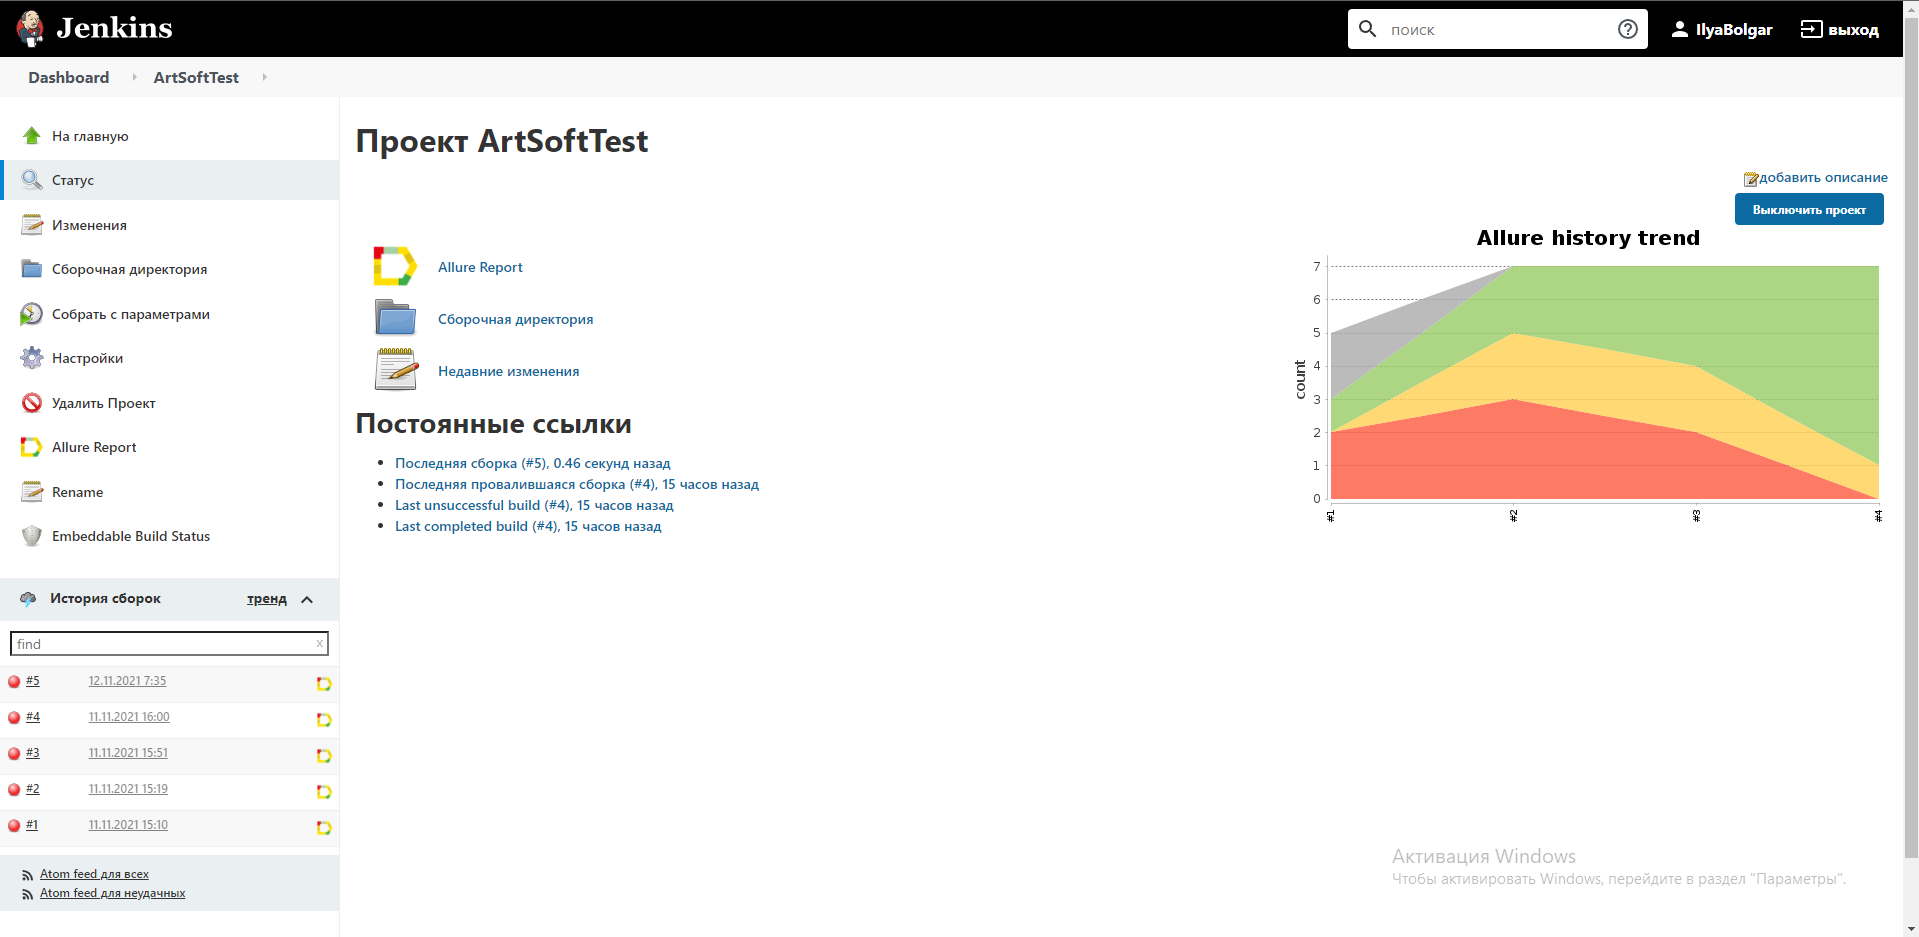 Jenkins
поиск
IlyaBolgar
выход
Dashboard
ArtSoftTest
На главную
Статус
Изменения
Сборочная директория
Собрать с параметрами
Настройки
Удалить Проект
Allure Report
Rename
Embeddable Build Status
История сборок
тренд
find
x
#5 12.11.2021 7:35
#4 11.11.2021 16:00
#3 11.11.2021 15:51
#2 11.11.2021 15:19
#1 11.11.2021 15:10
Atom feed для всех
Atom feed для неудачных
Проект ArtSoftTest
добавить описание
Выключить проект
Allure Report
Сборочная директория
Недавние изменения
Постоянные ссылки
Последняя сборка (#5), 0.46 секунд назад
Последняя провалившаяся сборка (#4), 15 часов назад
Last unsuccessful build (#4), 15 часов назад
Last completed build (#4), 15 часов назад
Allure history trend
7
6
5
4
3
2
1
0
count
#1
#2
#3
#4
Активация Windows
Чтобы активировать Windows, перейдите в раздел "Параметры".